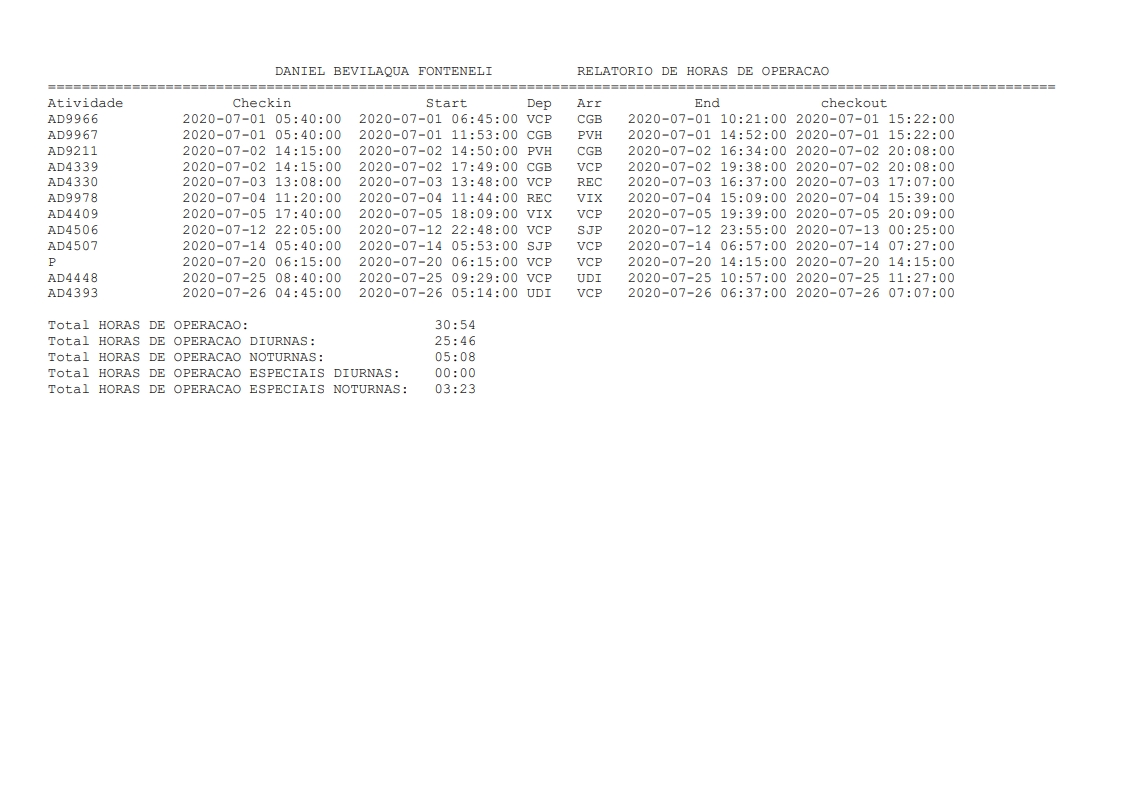 DANIEL BEVILAQUA FONTENELI RELATORIO DE HORAS DE OPERACAO
========================================================================================================================
Atividade Checkin Start Dep Arr End checkout
AD9966 2020-07-01 05:40:00 2020-07-01 06:45:00 VCP CGB 2020-07-01 10:21:00 2020-07-01 15:22:00
AD9967 2020-07-01 05:40:00 2020-07-01 11:53:00 CGB PVH 2020-07-01 14:52:00 2020-07-01 15:22:00
AD9211 2020-07-02 14:15:00 2020-07-02 14:50:00 PVH CGB 2020-07-02 16:34:00 2020-07-02 20:08:00
AD4339 2020-07-02 14:15:00 2020-07-02 17:49:00 CGB VCP 2020-07-02 19:38:00 2020-07-02 20:08:00
AD4330 2020-07-03 13:08:00 2020-07-03 13:48:00 VCP REC 2020-07-03 16:37:00 2020-07-03 17:07:00
AD9978 2020-07-04 11:20:00 2020-07-04 11:44:00 REC VIX 2020-07-04 15:09:00 2020-07-04 15:39:00
AD4409 2020-07-05 17:40:00 2020-07-05 18:09:00 VIX VCP 2020-07-05 19:39:00 2020-07-05 20:09:00
AD4506 2020-07-12 22:05:00 2020-07-12 22:48:00 VCP SJP 2020-07-12 23:55:00 2020-07-13 00:25:00
AD4507 2020-07-14 05:40:00 2020-07-14 05:53:00 SJP VCP 2020-07-14 06:57:00 2020-07-14 07:27:00
P 2020-07-20 06:15:00 2020-07-20 06:15:00 VCP VCP 2020-07-20 14:15:00 2020-07-20 14:15:00
AD4448 2020-07-25 08:40:00 2020-07-25 09:29:00 VCP UDI 2020-07-25 10:57:00 2020-07-25 11:27:00
AD4393 2020-07-26 04:45:00 2020-07-26 05:14:00 UDI VCP 2020-07-26 06:37:00 2020-07-26 07:07:00
Total HORAS DE OPERACAO: 30:54
Total HORAS DE OPERACAO DIURNAS: 25:46
Total HORAS DE OPERACAO NOTURNAS: 05:08
Total HORAS DE OPERACAO ESPECIAIS DIURNAS: 00:00
Total HORAS DE OPERACAO ESPECIAIS NOTURNAS: 03:23